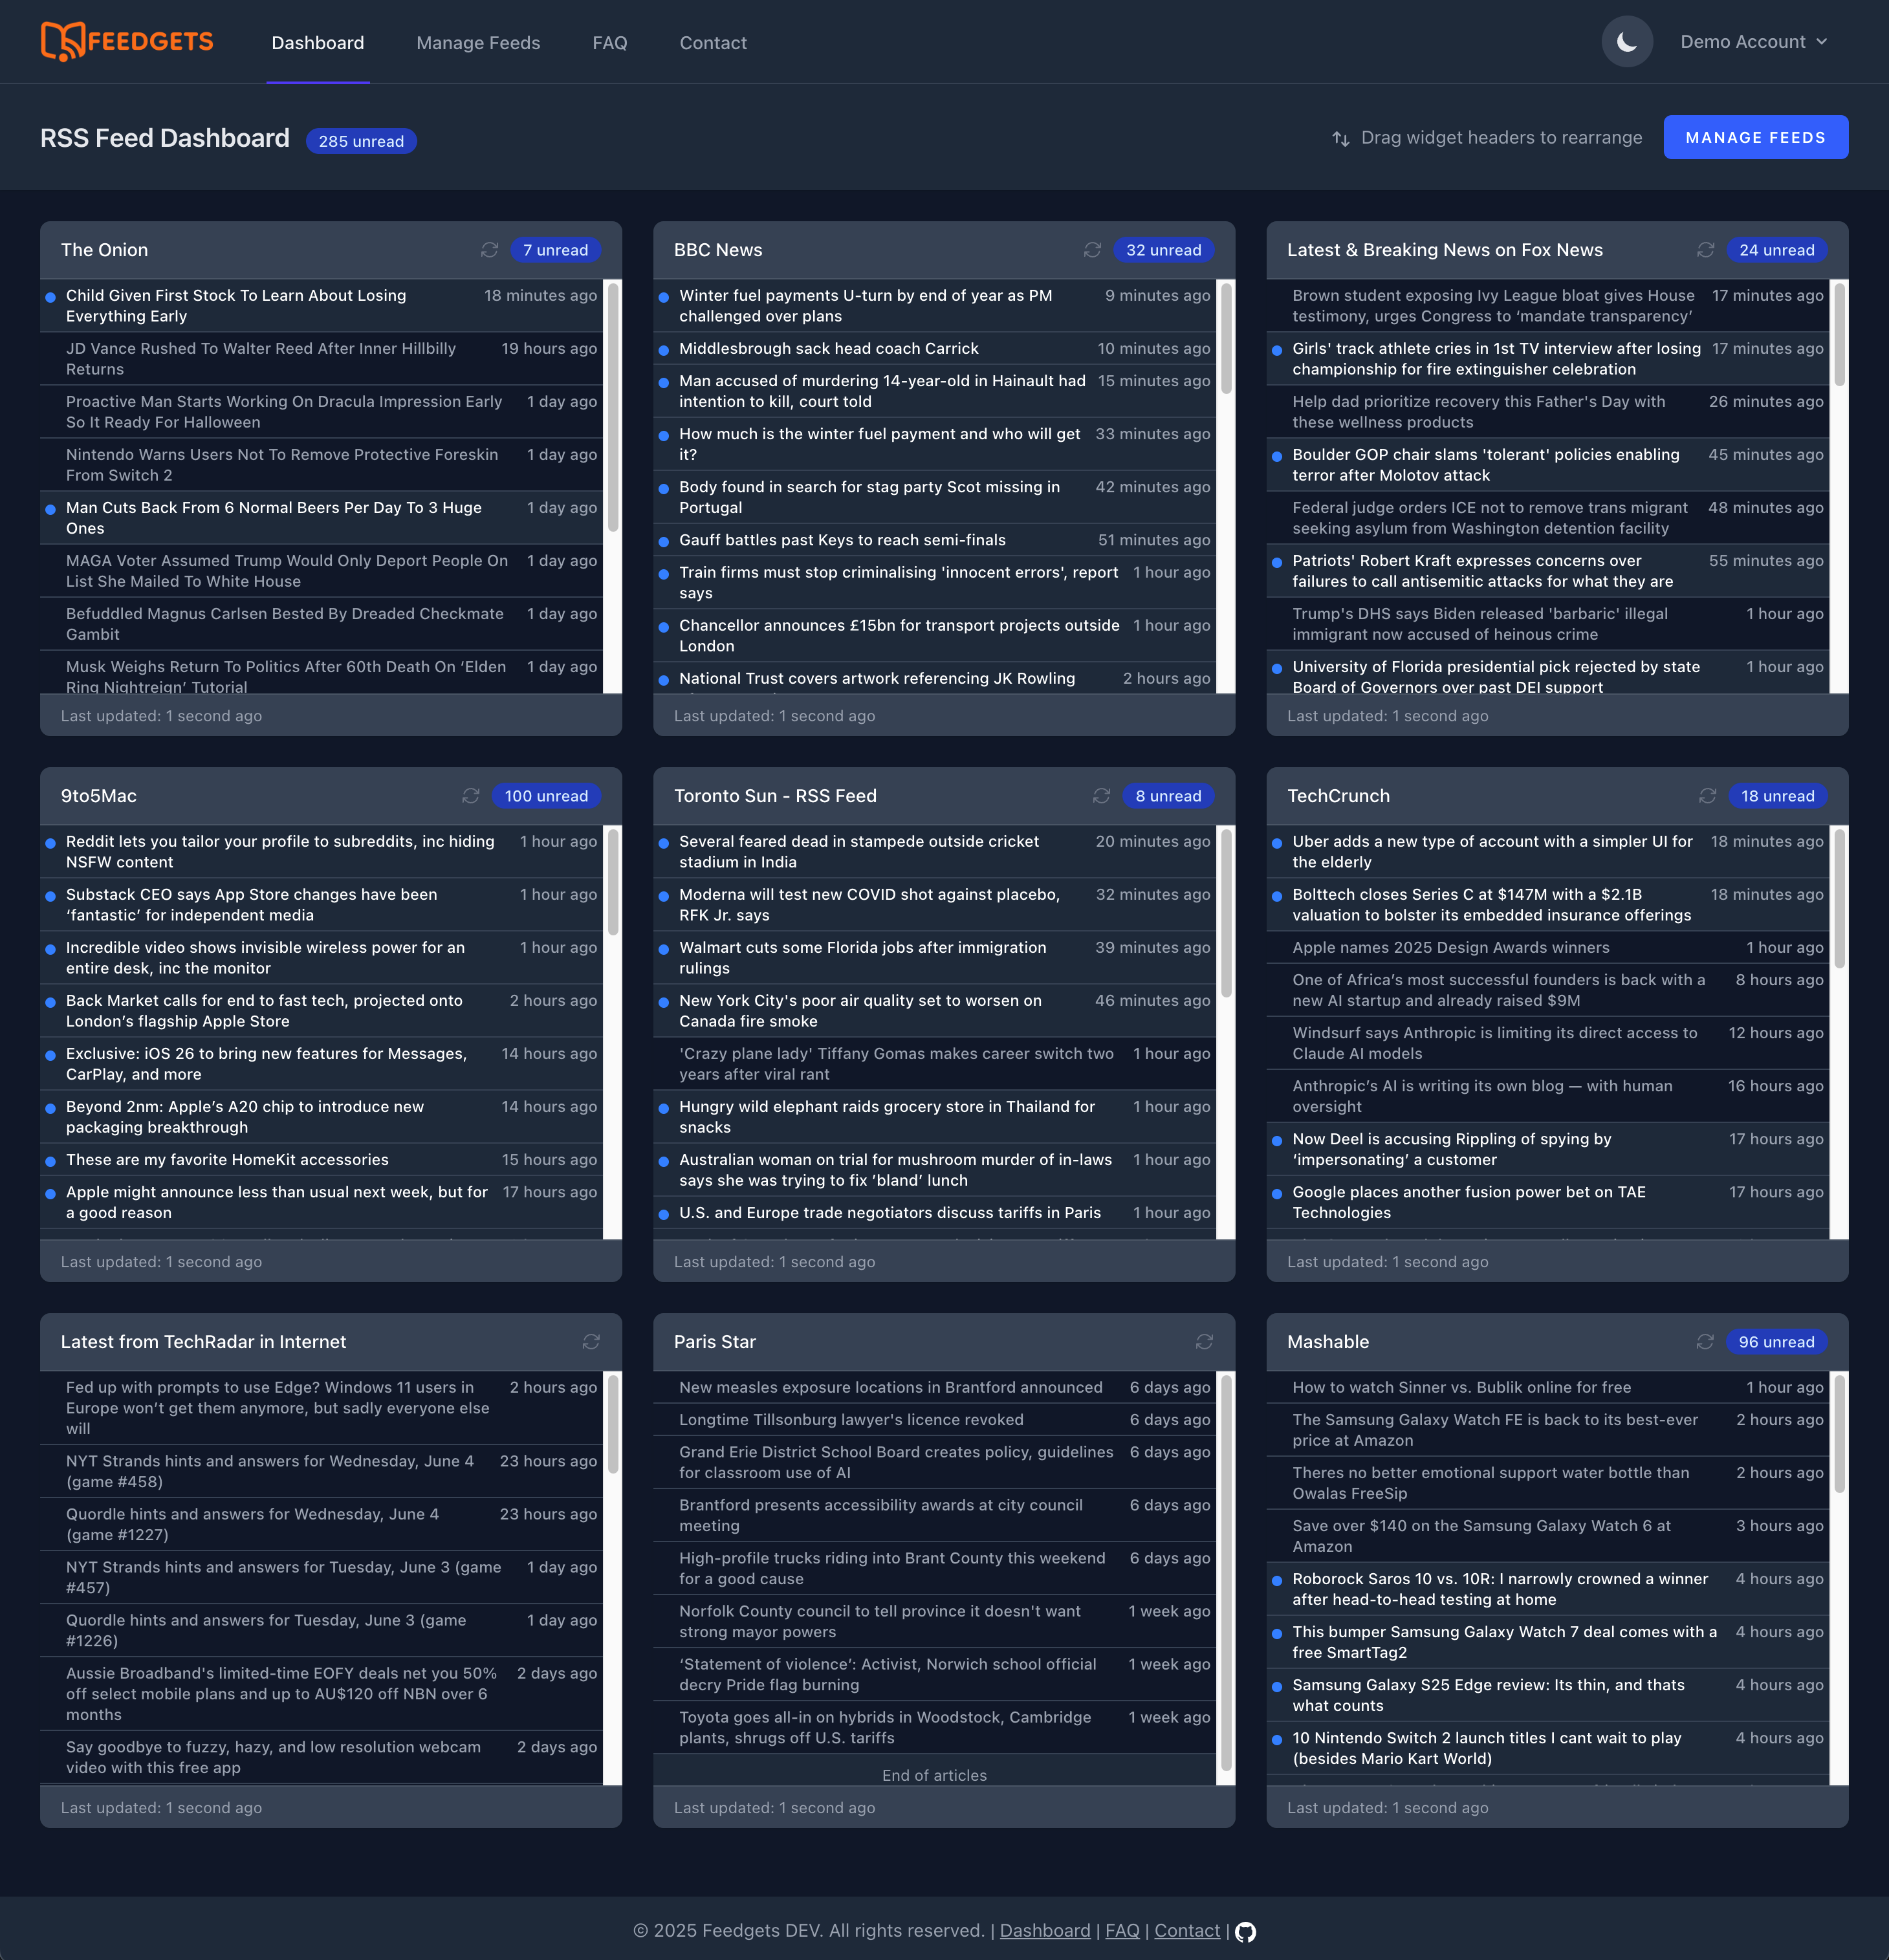 FEEDGETS
Dashboard
Manage Feeds
FAQ
Contact
Demo Account
RSS Feed Dashboard
285 unread
Drag widget headers to rearrange
MANAGE FEEDS
The Onion
7 unread
Child Given First Stock To Learn About Losing
Everything Early
18 minutes ago
JD Vance Rushed To Walter Reed After Inner Hillbilly
Returns
19 hours ago
Proactive Man Starts Working On Dracula Impression Early
So It Ready For Halloween
1 day ago
Nintendo Warns Users Not To Remove Protective Foreskin
From Switch 2
1 day ago
Man Cuts Back From 6 Normal Beers Per Day To 3 Huge
Ones
1 day ago
MAGA Voter Assumed Trump Would Only Deport People On
List She Mailed To White House
1 day ago
Befuddled Magnus Carlsen Bested By Dreaded Checkmate
Gambit
1 day ago
Musk Weighs Return To Politics After 60th Death On ‘Elden
Ring Nightreign’ Tutorial
1 day ago
Last updated: 1 second ago
BBC News
32 unread
Winter fuel payments U-turn by end of year as PM
challenged over plans
9 minutes ago
Middlesbrough sack head coach Carrick
10 minutes ago
Man accused of murdering 14-year-old in Hainault had
intention to kill, court told
15 minutes ago
How much is the winter fuel payment and who will get
it?
33 minutes ago
Body found in search for stag party Scot missing in
Portugal
42 minutes ago
Gauff battles past Keys to reach semi-finals
51 minutes ago
Train firms must stop criminalising 'innocent errors', report
says
1 hour ago
Chancellor announces £15bn for transport projects outside
London
1 hour ago
National Trust covers artwork referencing JK Rowling
2 hours ago
Last updated: 1 second ago
Latest & Breaking News on Fox News
24 unread
Brown student exposing Ivy League bloat gives House
testimony, urges Congress to ‘mandate transparency’
17 minutes ago
Girls' track athlete cries in 1st TV interview after losing
championship for fire extinguisher celebration
17 minutes ago
Help dad prioritize recovery this Father's Day with
these wellness products
26 minutes ago
Boulder GOP chair slams 'tolerant' policies enabling
terror after Molotov attack
45 minutes ago
Federal judge orders ICE not to remove trans migrant
seeking asylum from Washington detention facility
48 minutes ago
Patriots' Robert Kraft expresses concerns over
failures to call antisemitic attacks for what they are
55 minutes ago
Trump's DHS says Biden released 'barbaric' illegal
immigrant now accused of heinous crime
1 hour ago
University of Florida presidential pick rejected by state
Board of Governors over past DEI support
1 hour ago
Last updated: 1 second ago
9to5Mac
100 unread
Reddit lets you tailor your profile to subreddits, inc hiding
NSFW content
1 hour ago
Substack CEO says App Store changes have been
‘fantastic’ for independent media
1 hour ago
Incredible video shows invisible wireless power for an
entire desk, inc the monitor
1 hour ago
Back Market calls for end to fast tech, projected onto
London’s flagship Apple Store
2 hours ago
Exclusive: iOS 26 to bring new features for Messages,
CarPlay, and more
14 hours ago
Beyond 2nm: Apple’s A20 chip to introduce new
packaging breakthrough
14 hours ago
These are my favorite HomeKit accessories
15 hours ago
Apple might announce less than usual next week, but for
a good reason
17 hours ago
Last updated: 1 second ago
Toronto Sun - RSS Feed
8 unread
Several feared dead in stampede outside cricket
stadium in India
20 minutes ago
Moderna will test new COVID shot against placebo,
RFK Jr. says
32 minutes ago
Walmart cuts some Florida jobs after immigration
rulings
39 minutes ago
New York City's poor air quality set to worsen on
Canada fire smoke
46 minutes ago
'Crazy plane lady' Tiffany Gomas makes career switch two
years after viral rant
1 hour ago
Hungry wild elephant raids grocery store in Thailand for
snacks
1 hour ago
Australian woman on trial for mushroom murder of in-laws
says she was trying to fix ‘bland’ lunch
1 hour ago
U.S. and Europe trade negotiators discuss tariffs in Paris
1 hour ago
Last updated: 1 second ago
TechCrunch
18 unread
Uber adds a new type of account with a simpler UI for
the elderly
18 minutes ago
Bolttech closes Series C at $147M with a $2.1B
valuation to bolster its embedded insurance offerings
18 minutes ago
Apple names 2025 Design Awards winners
1 hour ago
One of Africa’s most successful founders is back with a
new AI startup and already raised $9M
8 hours ago
Windsurf says Anthropic is limiting its direct access to
Claude AI models
12 hours ago
Anthropic’s AI is writing its own blog — with human
oversight
16 hours ago
Now Deel is accusing Rippling of spying by
‘impersonating’ a customer
17 hours ago
Google places another fusion power bet on TAE
Technologies
17 hours ago
Last updated: 1 second ago
Latest from TechRadar in Internet
Fed up with prompts to use Edge? Windows 11 users in
Europe won’t get them anymore, but sadly everyone else
will
2 hours ago
NYT Strands hints and answers for Wednesday, June 4
(game #458)
23 hours ago
Quordle hints and answers for Wednesday, June 4
(game #1227)
23 hours ago
NYT Strands hints and answers for Tuesday, June 3 (game
#457)
1 day ago
Quordle hints and answers for Tuesday, June 3 (game
#1226)
1 day ago
Aussie Broadband's limited-time EOFY deals net you 50%
off select mobile plans and up to AU$120 off NBN over 6
months
2 days ago
Say goodbye to fuzzy, hazy, and low resolution webcam
video with this free app
2 days ago
Last updated: 1 second ago
Paris Star
New measles exposure locations in Brantford announced
6 days ago
Longtime Tillsonburg lawyer's licence revoked
6 days ago
Grand Erie District School Board creates policy, guidelines
for classroom use of AI
6 days ago
Brantford presents accessibility awards at city council
meeting
6 days ago
High-profile trucks riding into Brant County this weekend
for a good cause
6 days ago
Norfolk County council to tell province it doesn't want
strong mayor powers
1 week ago
‘Statement of violence’: Activist, Norwich school official
decry Pride flag burning
1 week ago
Toyota goes all-in on hybrids in Woodstock, Cambridge
plants, shrugs off U.S. tariffs
1 week ago
End of articles
Last updated: 1 second ago
Mashable
96 unread
How to watch Sinner vs. Bublik online for free
1 hour ago
The Samsung Galaxy Watch FE is back to its best-ever
price at Amazon
2 hours ago
Theres no better emotional support water bottle than
Owalas FreeSip
2 hours ago
Save over $140 on the Samsung Galaxy Watch 6 at
Amazon
3 hours ago
Roborock Saros 10 vs. 10R: I narrowly crowned a winner
after head-to-head testing at home
4 hours ago
This bumper Samsung Galaxy Watch 7 deal comes with a
free SmartTag2
4 hours ago
Samsung Galaxy S25 Edge review: Its thin, and thats
what counts
4 hours ago
10 Nintendo Switch 2 launch titles I cant wait to play
(besides Mario Kart World)
4 hours ago
Last updated: 1 second ago
© 2025 Feedgets DEV. All rights reserved. | Dashboard | FAQ | Contact |